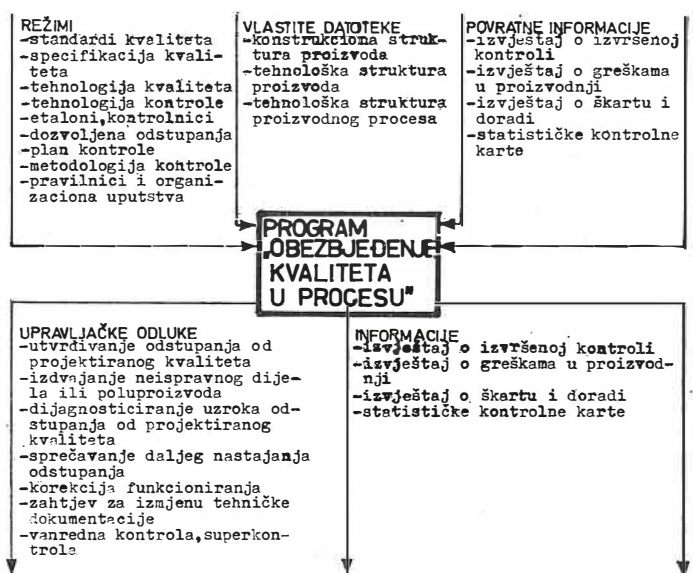 REŽIMI
-standardi kvaliteta
-specifikacija kvali-
teta
-tehnologija kvaliteta
-tehnologija kontrole
-etaloni,kontrolnici
-dozvoljena odstupanja
-plan kontrole
-metodologija kontrole
-pravilnici i organi-
zaciona uputstva
VLASTITE DATOTEKE
-konstrukciona struk-
tura proizvoda
-tehnološka struktura
proizvoda
-tehnološka struktura
proizvodnog procesa
POVRATNE INFORMACIJE
-izvještaj o izvršenoj
kontroli
-izvještaj o greškama
u proizvodnji
-izvještaj o škartu i
doradi
-statističke kontrolne
karte
PROGRAM
„OBEZBJEĐENJE
KVALITETA
U PROCESU"
UPRAVLJAČKE ODLUKE
-utvrđivanje odstupanja od
projektiranog kvaliteta
-izdvajanje neispravnog dije-
la ili poluproizvoda
-dijagnosticiranje uzroka od-
stupanja od projektiranog
kvaliteta
-sprečavanje daljeg nastajanja
odstupanja
-korekcija funkcioniranja
-zahtjev za izmjenu tehničke
dokumentacije
-vanredna kontrola,superkon-
trola
INFORMACIJE
-izvještaj o izvršenoj kontroli
-izvještaj o greškama u proizvod-
nji
-izvještaj o škartu i doradi
-statističke kontrolne karte